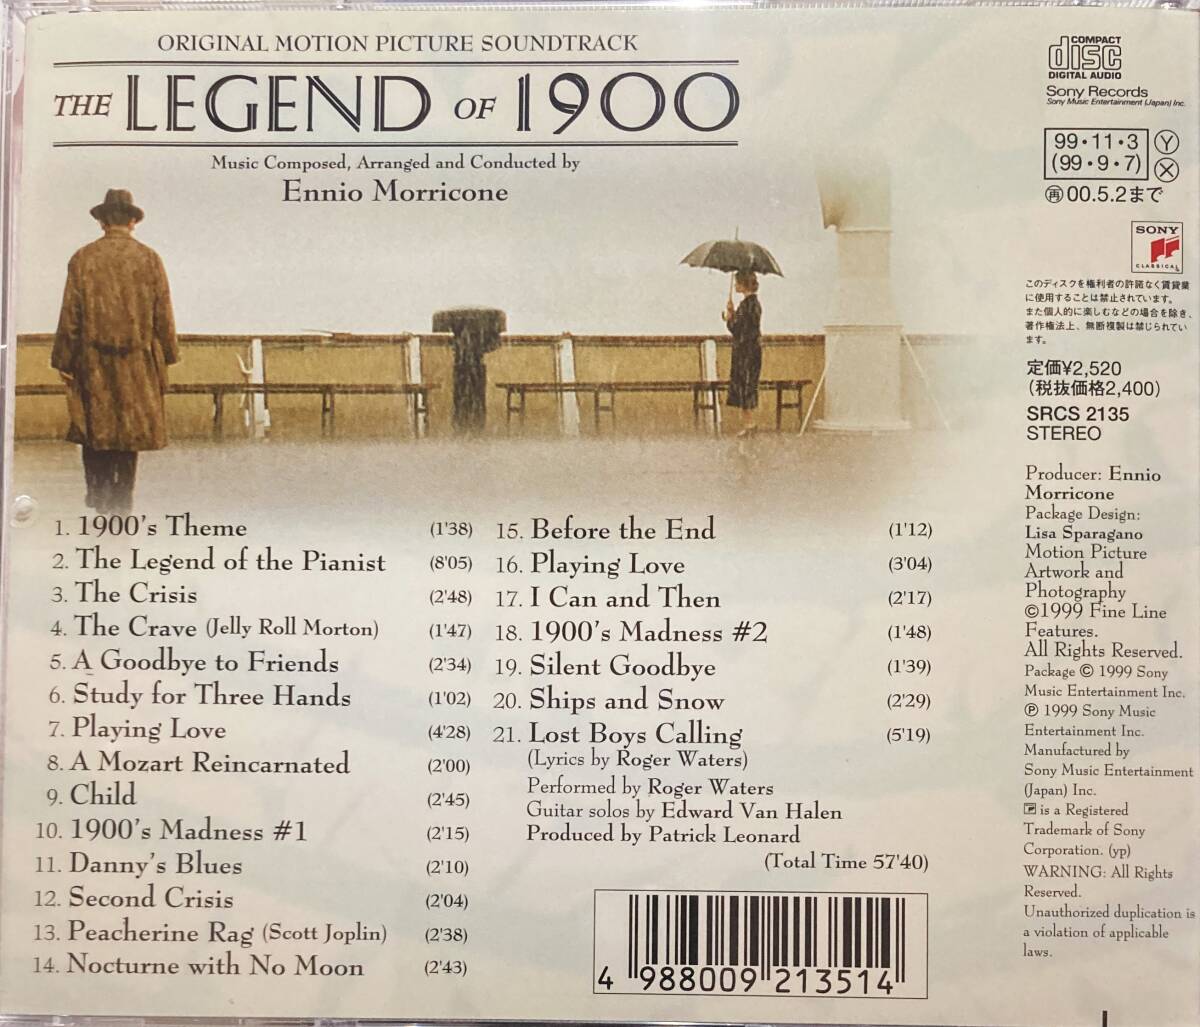 ORIGINAL MOTION PICTURE SOUNDTRACK
THE LEGEND OF 1900
Music Composed, Arranged and Conducted by
Ennio Morricone
1. 1900's Theme (1'38)
2. The Legend of the Pianist (8'05)
3. The Crisis (2'48)
4. The Crave (Jelly Roll Morton) (1'47)
5. A Goodbye to Friends (2'34)
6. Study for Three Hands (1'02)
7. Playing Love (4'28)
8. A Mozart Reincarnated (2'00)
9. Child (2'45)
10. 1900's Madness #1 (2'15)
11. Danny's Blues (2'10)
12. Second Crisis (2'04)
13. Peacherine Rag (Scott Joplin) (2'38)
14. Nocturne with No Moon (2'43)
15. Before the End (1'12)
16. Playing Love (3'04)
17. I Can and Then (2'17)
18. 1900's Madness #2 (1'48)
19. Silent Goodbye (1'39)
20. Ships and Snow (2'29)
21. Lost Boys Calling (5'19)
(Lyrics by Roger Waters)
Performed by Roger Waters
Guitar solos by Edward Van Halen
Produced by Patrick Leonard
(Total Time 57'40)
4 988009 213514
COMPACT
disc
DIGITAL AUDIO
Sony Records
Sony Music Entertainment (Japan) Inc.
99・11・3 Ⓨ
(99・9・7) Ⓧ
㊥00.5.2まで
SONY
CLASSICAL
このディスクを権利者の許諾なく賃貸業
に使用することは禁止されています。
また個人的に楽しむなどの場合を除き、
著作権法上、無断複製は禁じられてい
ます。
定価¥2,520
(税抜価格2,400)
SRCS 2135
STEREO
Producer: Ennio
Morricone
Package Design:
Lisa Sparagano
Motion Picture
Artwork and
Photography
©1999 Fine Line
Features.
All Rights Reserved.
Package © 1999 Sony
Music Entertainment Inc.
℗ 1999 Sony Music
Entertainment Inc.
Manufactured by
Sony Music Entertainment
(Japan) Inc.
is a Registered
Trademark of Sony
Corporation. (yp)
WARNING: All Rights
Reserved.
Unauthorized duplication is
a violation of applicable
laws.